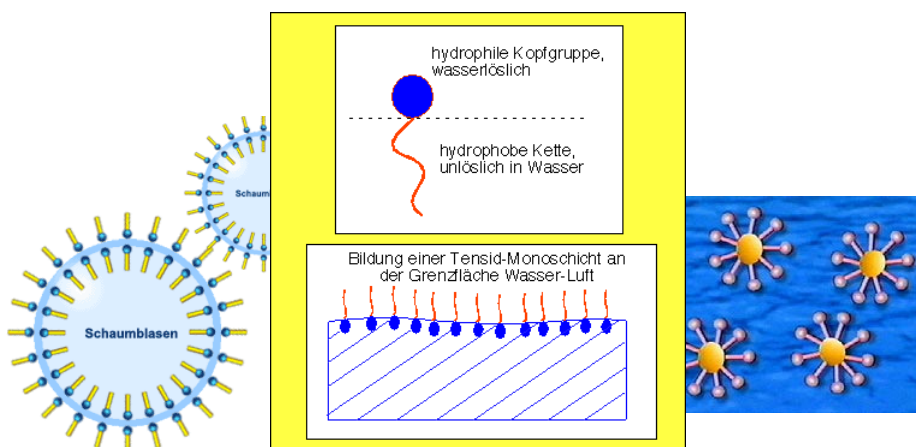 hydrophile Kopfgruppe,
wasserlöslich
hydrophobe Kette,
unlöslich in Wasser
Bildung einer Tensid-Monoschicht an
der Grenzfläche Wasser-Luft
Schaumblasen